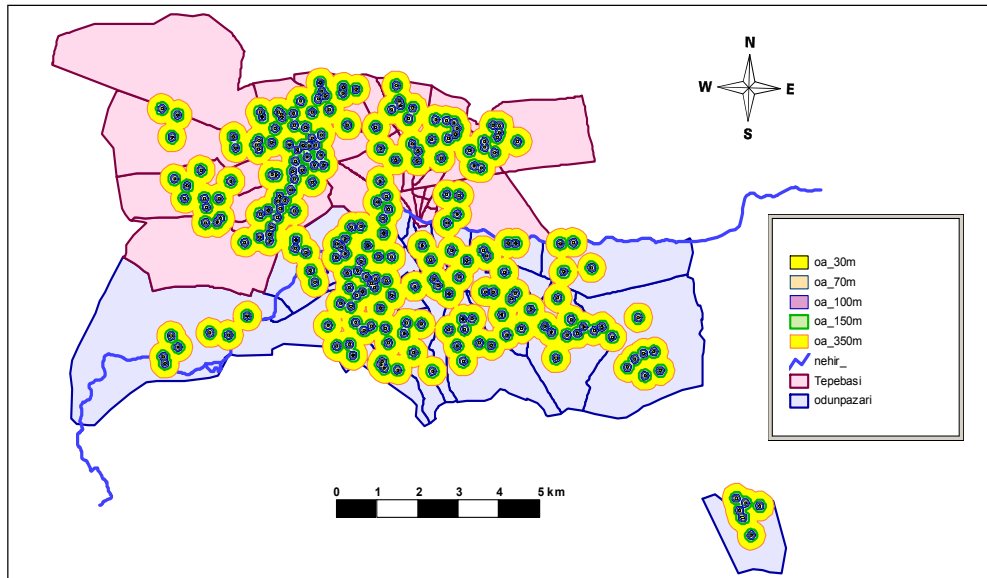 N
W E
S
oa_30m
oa_70m
oa_100m
oa_150m
oa_350m
nehir_
Tepebasi
odunpazari
0 1 2 3 4 5 km